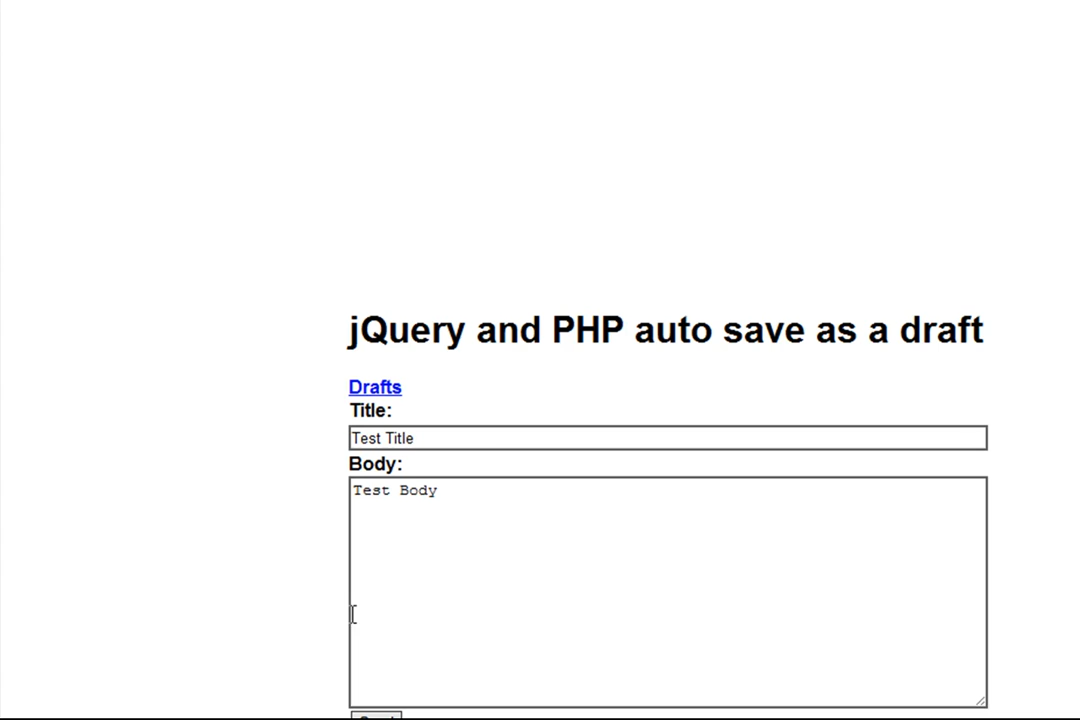 jQuery and PHP auto save as a draft
Drafts
Title:
Test Title
Body:
Test Body